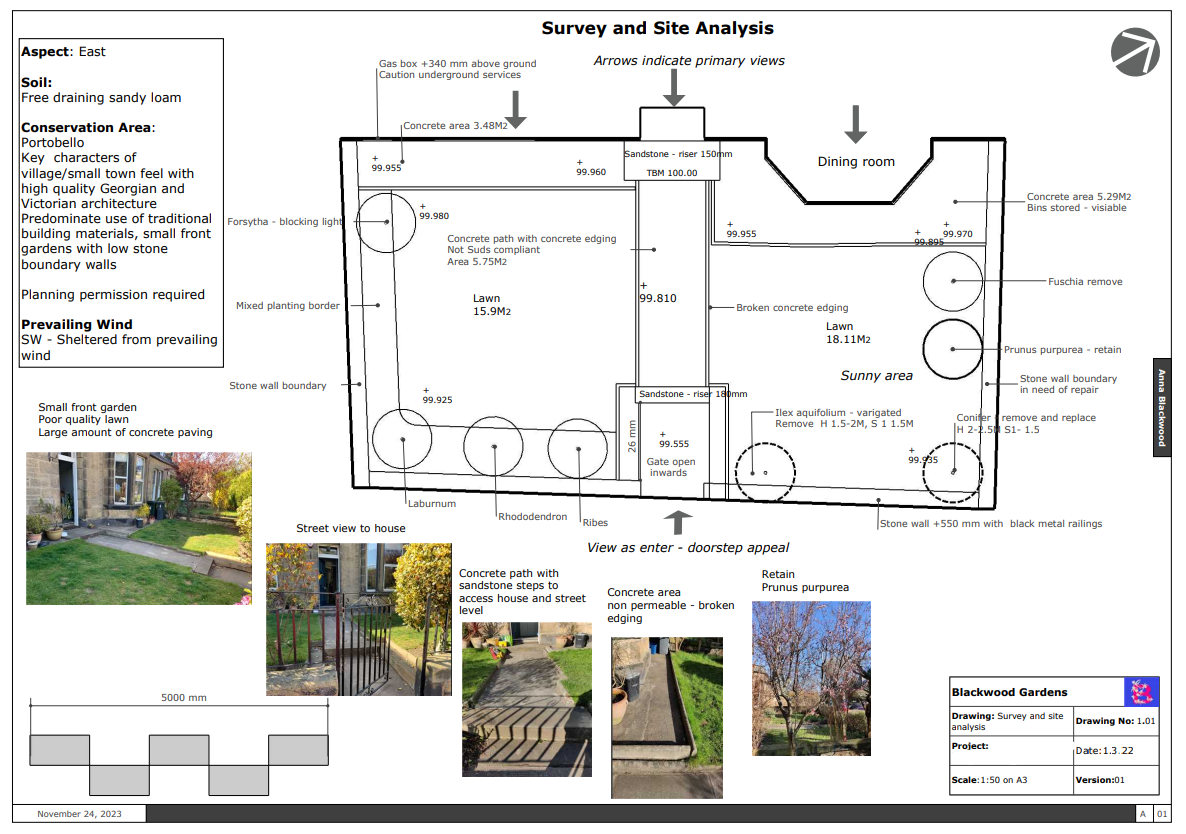 Survey and Site Analysis
Aspect: East
Soil:
Free draining sandy loam
Conservation Area:
Portobello
Key characters of
village/small town feel with
high quality Georgian and
Victorian architecture
Predominate use of traditional
building materials, small front
gardens with low stone
boundary walls
Planning permission required
Prevailing Wind
SW - Sheltered from prevailing
wind
Arrows indicate primary views
Gas box +340 mm above ground
Caution underground services
Concrete area 3.48M2
+
99.955
+
99.960
Sandstone - riser 150mm
TBM 100.00
Dining room
Concrete area 5.29M2
Bins stored - visiable
Forsytha - blocking light
+
99.980
+
99.955
+
99.895
+
99.970
Concrete path with concrete edging
Not Suds compliant
Area 5.75M2
Fuschia remove
Mixed planting border
Lawn
15.9M2
+
99.810
Broken concrete edging
Lawn
18.11M2
Prunus purpurea - retain
Sunny area
Stone wall boundary
Stone wall boundary
in need of repair
+
99.925
Sandstone - riser 180mm
Ilex aquifolium - varigated
Remove H 1.5-2M, S 1 1.5M
Conifer remove and replace
H 2-2.5M S1- 1.5
26 mm
+
99.555
Gate open
inwards
+
99.935
Laburnum
Rhododendron
Ribes
Stone wall +550 mm with black metal railings
View as enter - doorstep appeal
Anna Blackwood
Small front garden
Poor quality lawn
Large amount of concrete paving
Street view to house
Concrete path with
sandstone steps to
access house and street
level
Concrete area
non permeable - broken
edging
Retain
Prunus purpurea
5000 mm
Blackwood Gardens
Drawing: Survey and site
analysis
Drawing No: 1.01
Project:
Date:1.3.22
Scale:1:50 on A3
Version:01
November 24, 2023
A
01